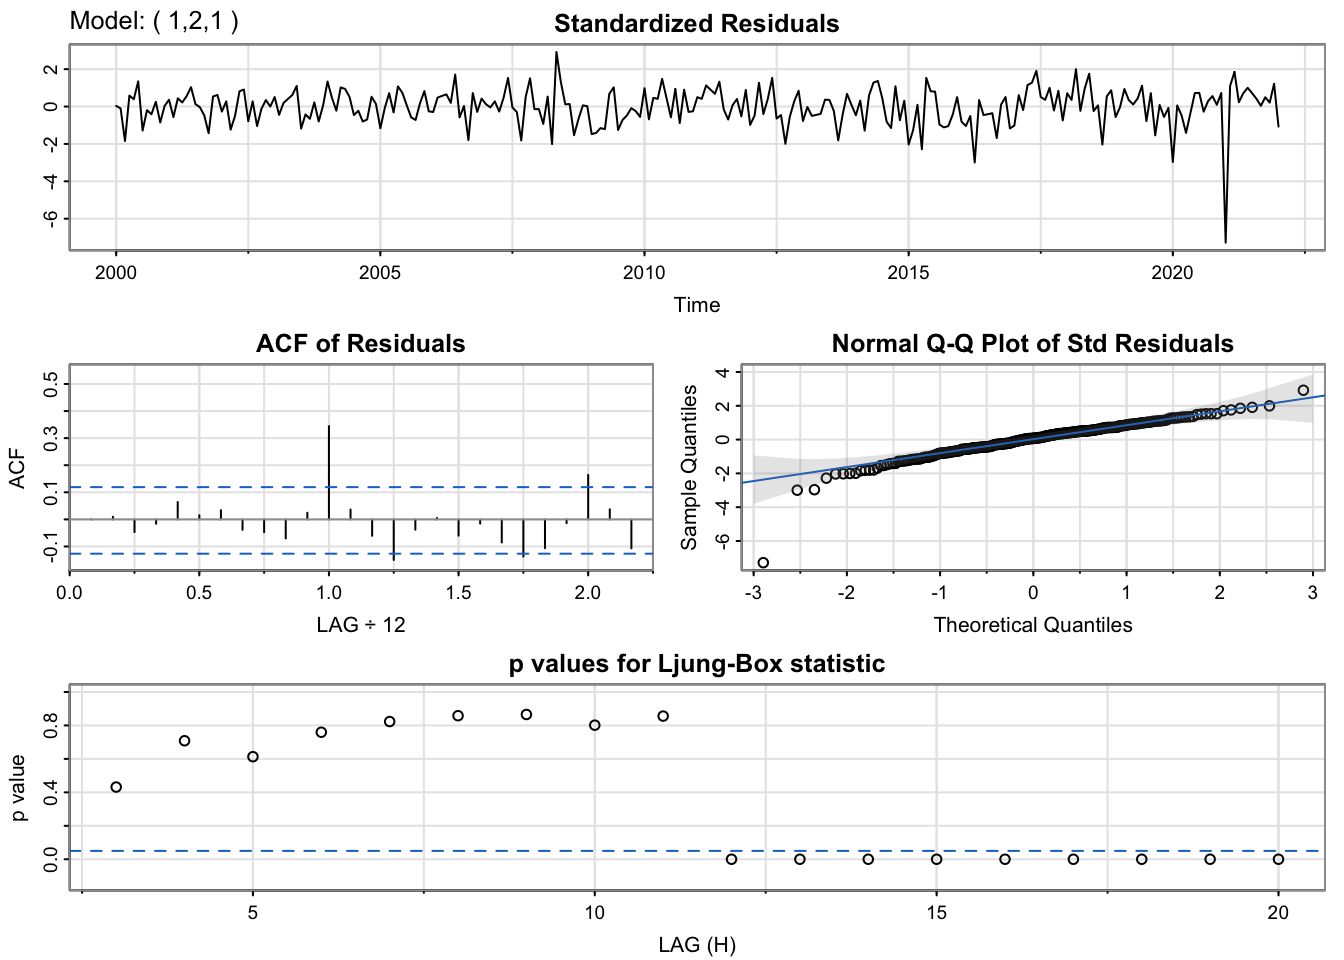 Model: ( 1,2,1 )
Standardized Residuals
2
0
-2
-4
-6
2000 2005 2010 2015 2020
Time
ACF of Residuals
ACF
0.5
0.3
0.1
-0.1
0.0 0.5 1.0 1.5 2.0
LAG ÷ 12
Normal Q-Q Plot of Std Residuals
Sample Quantiles
4
2
0
-2
-4
-6
-3 -2 -1 0 1 2 3
Theoretical Quantiles
p values for Ljung-Box statistic
p value
0.8
0.4
0.0
5 10 15 20
LAG (H)